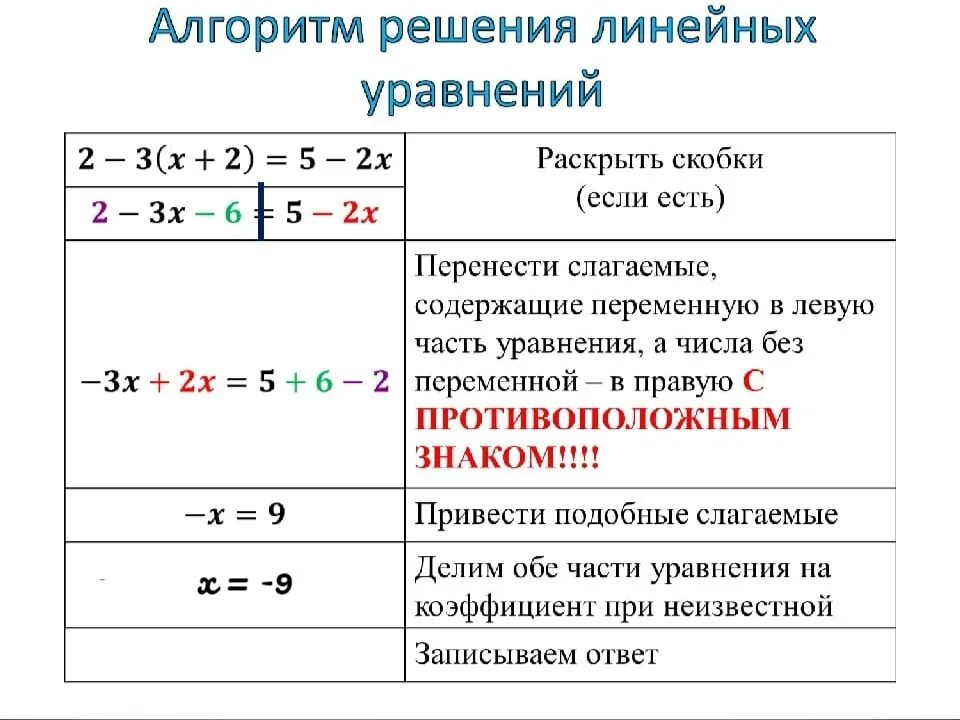 Алгоритм решения линейных
уравнений
2 − 3(x + 2) = 5 − 2x
Раскрыть скобки
(если есть)
2 − 3x − 6 = 5 − 2x
−3x + 2x = 5 + 6 − 2
Перенести слагаемые,
содержащие переменную в левую
часть уравнения, а числа без
переменной – в правую С
ПРОТИВОПОЛОЖНЫМ
ЗНАКОМ!!!!
−x = 9
Привести подобные слагаемые
x = -9
Делим обе части уравнения на
коэффициент при неизвестной
Записываем ответ